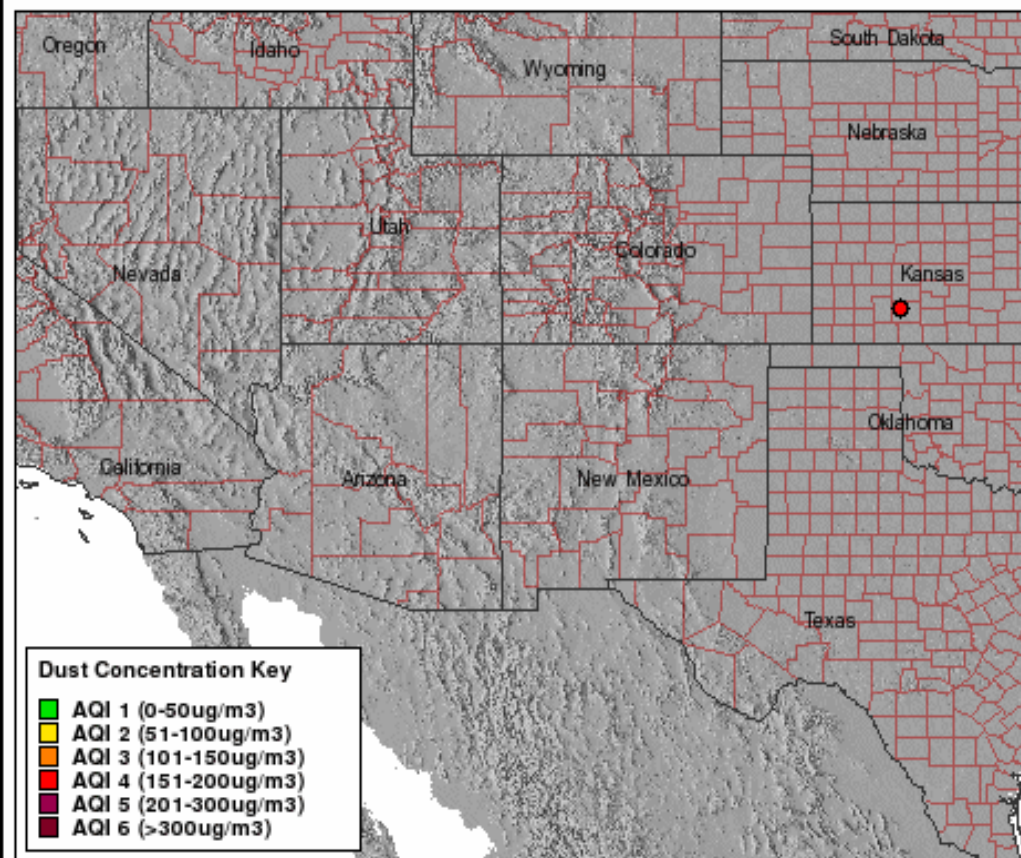 Oregon
Idaho
Wyoming
South Dakota
Nebraska
Utah
Colorado
Nevada
Kansas
Oklahoma
California
Arizona
New Mexico
Texas
Dust Concentration Key
AQI 1 (0-50ug/m3)
AQI 2 (51-100ug/m3)
AQI 3 (101-150ug/m3)
AQI 4 (151-200ug/m3)
AQI 5 (201-300ug/m3)
AQI 6 (>300ug/m3)